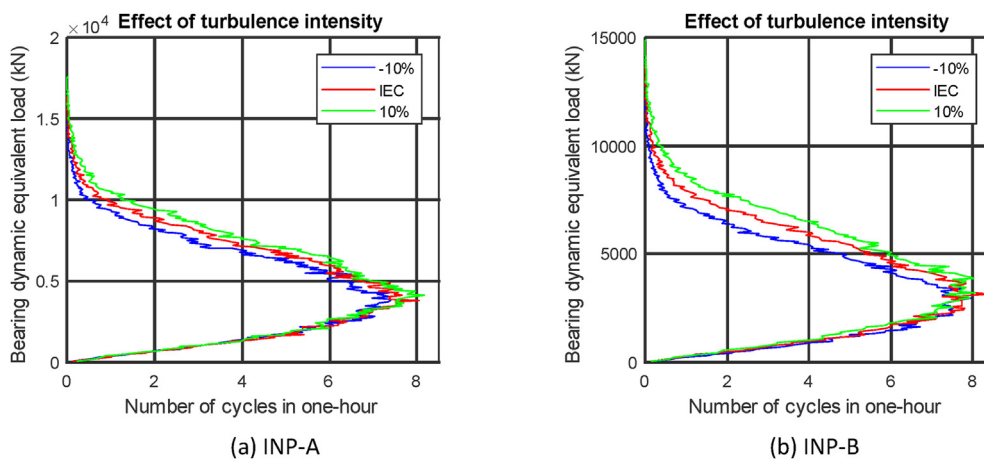 (a)
Effect of turbulence intensity
× 10⁴
2
1.5
1
0.5
0
Bearing dynamic equivalent load (kN)
-10%
IEC
10%
0 2 4 6 8
Number of cycles in one-hour
(a) INP-A
(b)
Effect of turbulence intensity
15000
10000
5000
0
Bearing dynamic equivalent load (kN)
-10%
IEC
10%
0 2 4 6 8
Number of cycles in one-hour
(b) INP-B